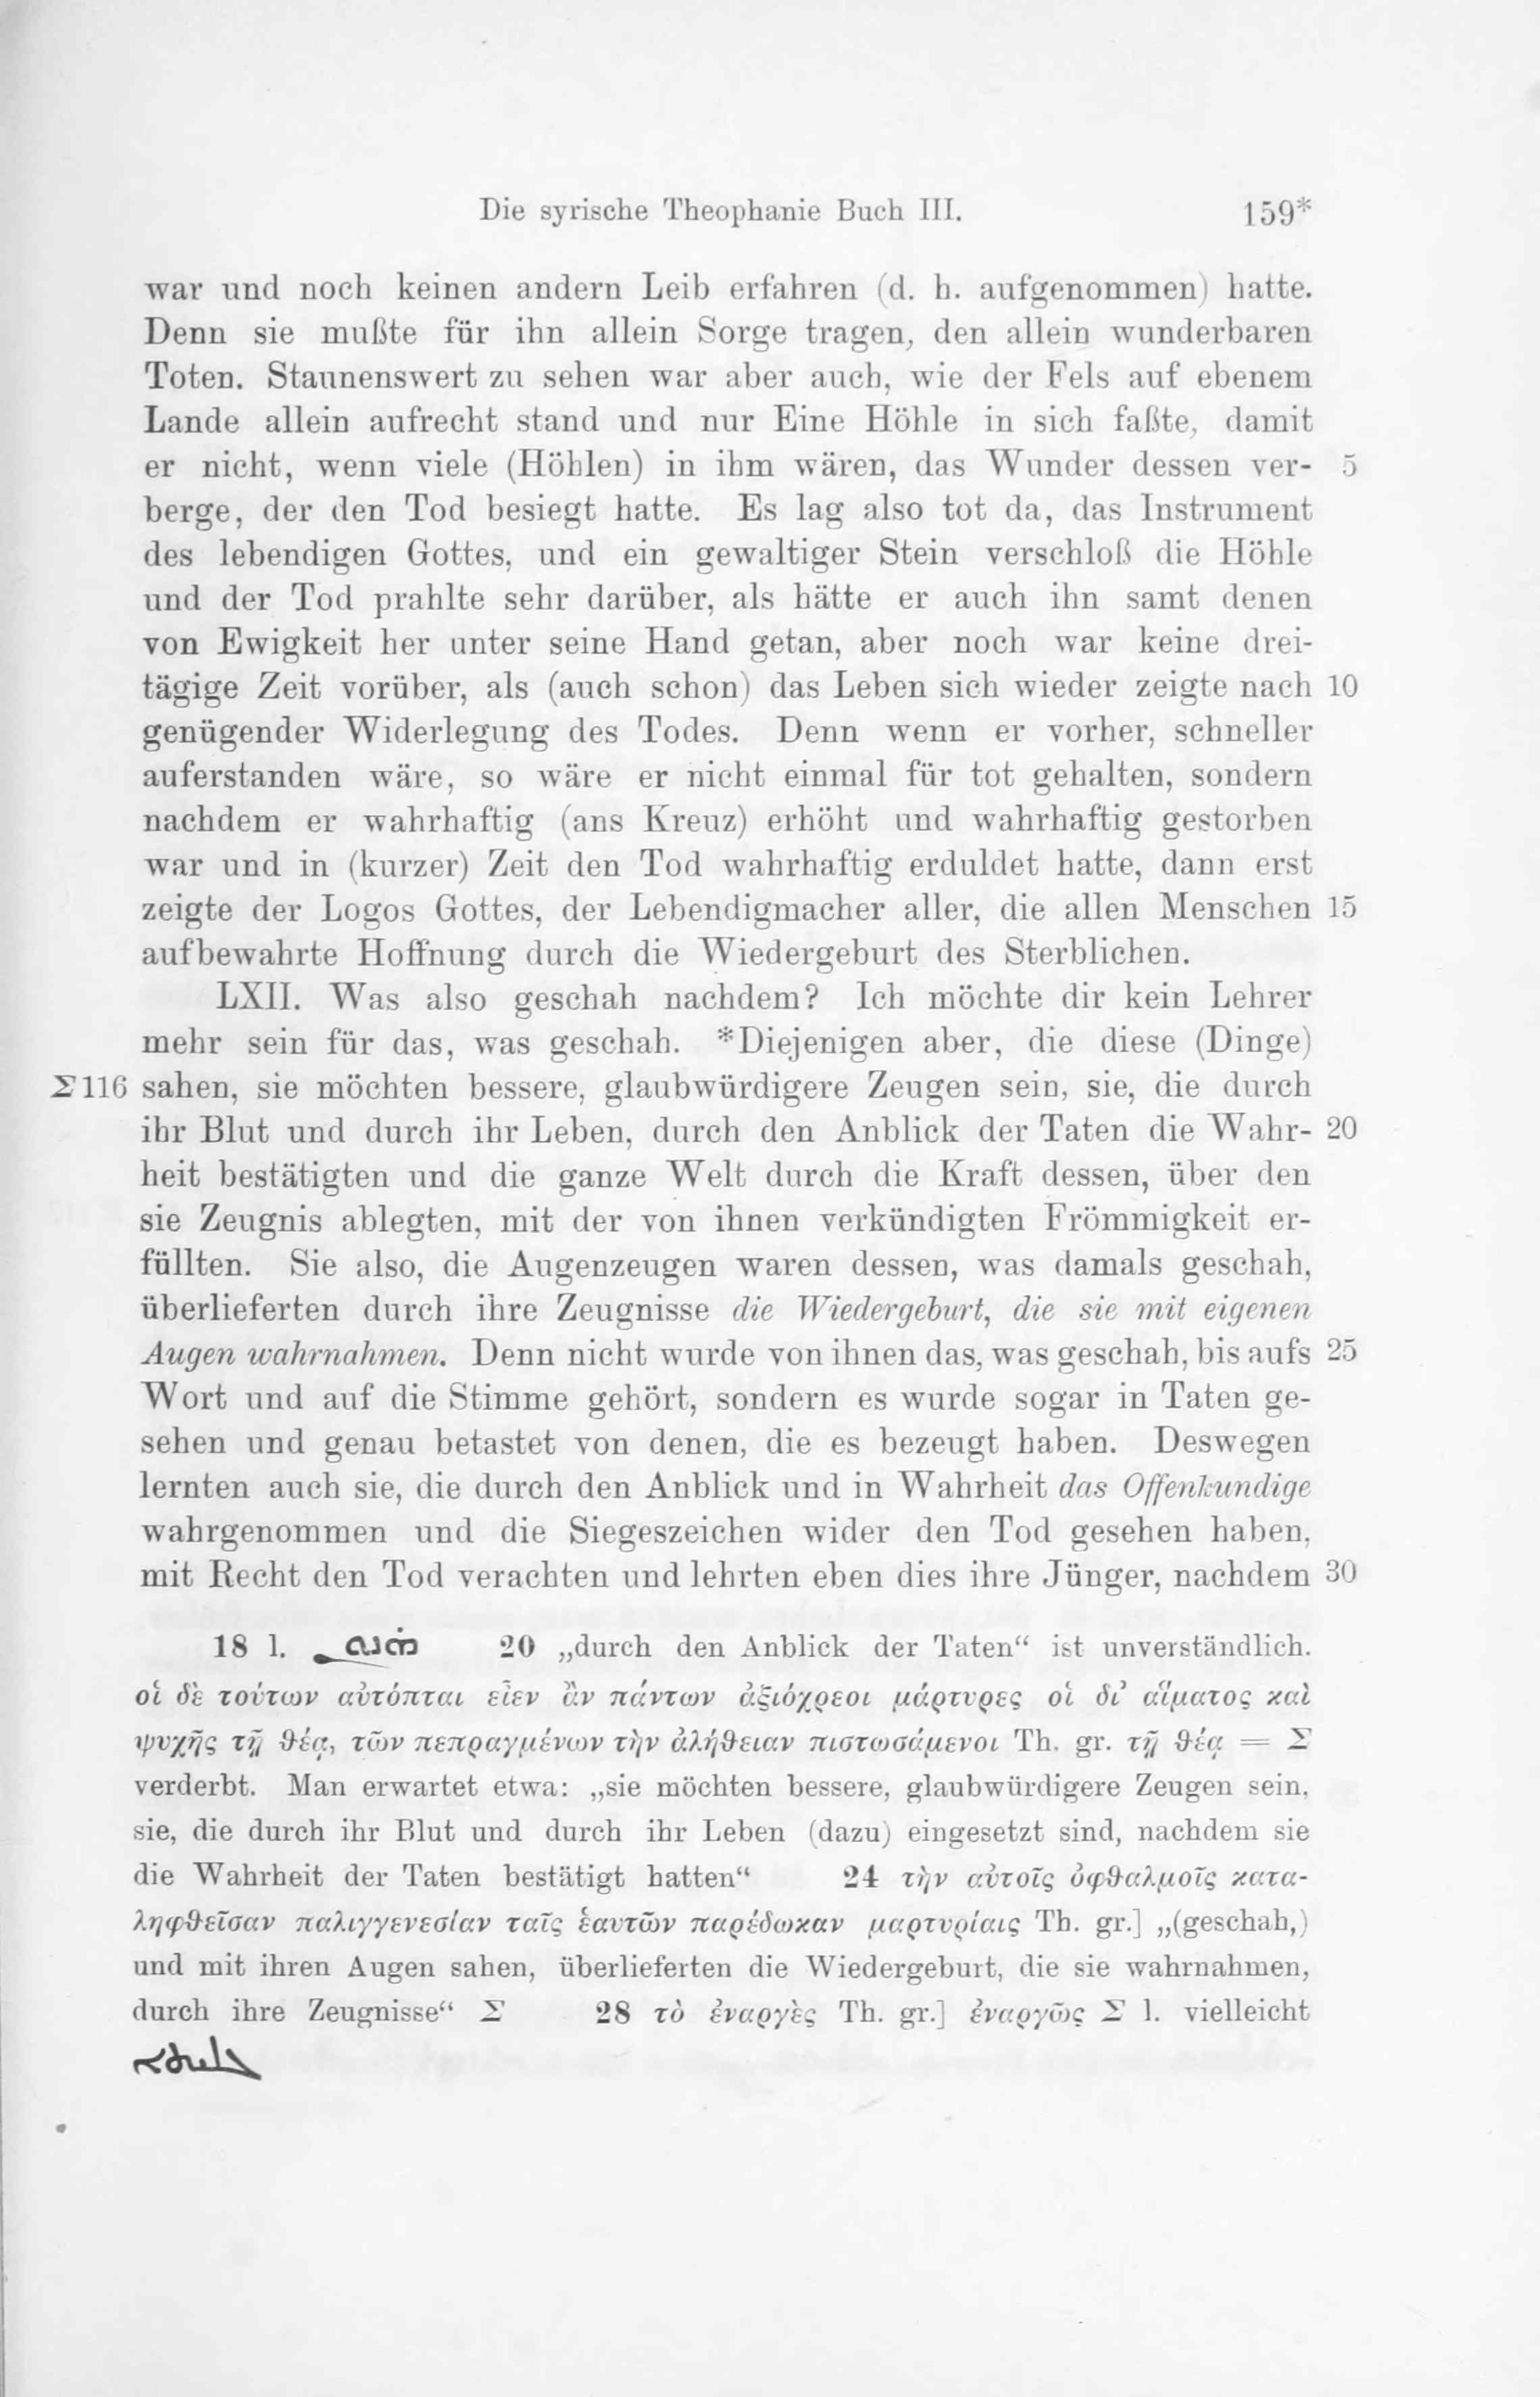 Die syrische Theophanie Buch III. 159*
war und noch keinen andern Leib erfahren (d. h. aufgenommen) hatte.
Denn sie mußte für ihn allein Sorge tragen, den allein wunderbaren
Toten. Staunenswert zu sehen war aber auch, wie der Fels auf ebenem
Lande allein aufrecht stand und nur Eine Höhle in sich faßte, damit
er nicht, wenn viele (Höhlen) in ihm wären, das Wunder dessen ver- 5
berge, der den Tod besiegt hatte. Es lag also tot da, das Instrument
des lebendigen Gottes, und ein gewaltiger Stein verschloß die Höhle
und der Tod prahlte sehr darüber, als hätte er auch ihn samt denen
von Ewigkeit her unter seine Hand getan, aber noch war keine drei-
tägige Zeit vorüber, als (auch schon) das Leben sich wieder zeigte nach 10
genügender Widerlegung des Todes. Denn wenn er vorher, schneller
auferstanden wäre, so wäre er nicht einmal für tot gehalten, sondern
nachdem er wahrhaftig (ans Kreuz) erhöht und wahrhaftig gestorben
war und in (kurzer) Zeit den Tod wahrhaftig erduldet hatte, dann erst
zeigte der Logos Gottes, der Lebendigmacher aller, die allen Menschen 15
aufbewahrte Hoffnung durch die Wiedergeburt des Sterblichen.
LXII. Was also geschah nachdem? Ich möchte dir kein Lehrer
mehr sein für das, was geschah. *Diejenigen aber, die diese (Dinge)
Σ116 sahen, sie möchten bessere, glaubwürdigere Zeugen sein, sie, die durch
ihr Blut und durch ihr Leben, durch den Anblick der Taten die Wahr- 20
heit bestätigten und die ganze Welt durch die Kraft dessen, über den
sie Zeugnis ablegten, mit der von ihnen verkündigten Frömmigkeit er-
füllten. Sie also, die Augenzeugen waren dessen, was damals geschah,
überlieferten durch ihre Zeugnisse die Wiedergeburt, die sie mit eigenen
Augen wahrnahmen. Denn nicht wurde von ihnen das, was geschah, bis aufs 25
Wort und auf die Stimme gehört, sondern es wurde sogar in Taten ge-
sehen und genau betastet von denen, die es bezeugt haben. Deswegen
lernten auch sie, die durch den Anblick und in Wahrheit das Offenkundige
wahrgenommen und die Siegeszeichen wider den Tod gesehen haben,
mit Recht den Tod verachten und lehrten eben dies ihre Jünger, nachdem 30
18 l. 20 „durch den Anblick der Taten“ ist unverständlich.
οἱ δὲ τούτων αὐτόπται εἶεν ἂν πάντων ἀξιόχρεοι μάρτυρες οἱ δι’ αἵματος καὶ
ψυχῆς τῇ θέᾳ, τῶν πεπραγμένων τὴν ἀλήθειαν πιστωσάμενοι Th. gr. τῇ θέᾳ = Σ
verderbt. Man erwartet etwa: „sie möchten bessere, glaubwürdigere Zeugen sein,
sie, die durch ihr Blut und durch ihr Leben (dazu) eingesetzt sind, nachdem sie
die Wahrheit der Taten bestätigt hatten“ 24 τὴν αὐτοῖς ὀφθαλμοῖς κατα-
ληφθεῖσαν παλιγγενεσίαν ταῖς ἑαυτῶν παρέδωκαν μαρτυρίαις Th. gr.] „(geschah,)
und mit ihren Augen sahen, überlieferten die Wiedergeburt, die sie wahrnahmen,
durch ihre Zeugnisse“ Σ 28 τὸ ἐναργὲς Th. gr.] ἐναργῶς Σ l. vielleicht